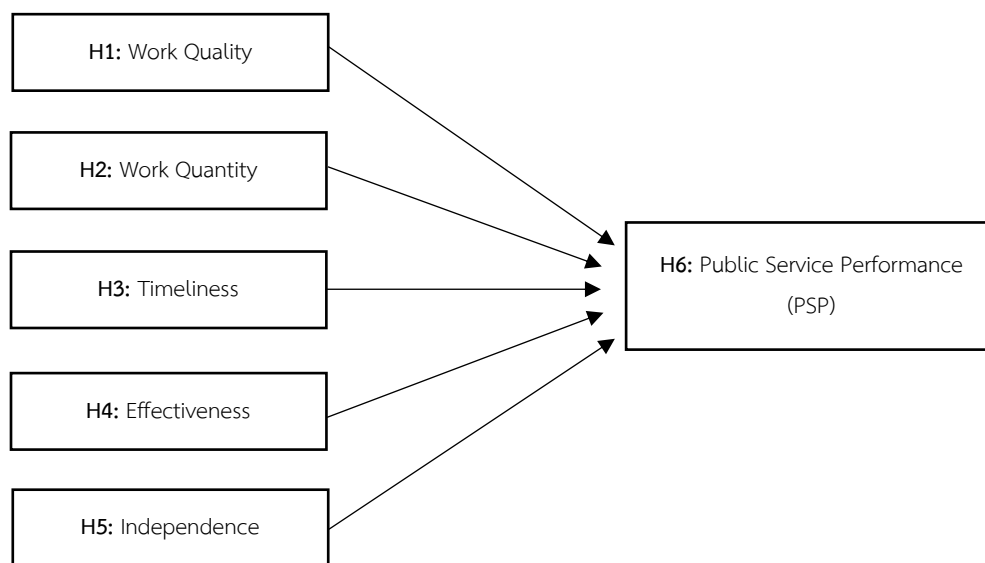 H1: Work Quality
H2: Work Quantity
H3: Timeliness
H4: Effectiveness
H5: Independence
H6: Public Service Performance
(PSP)